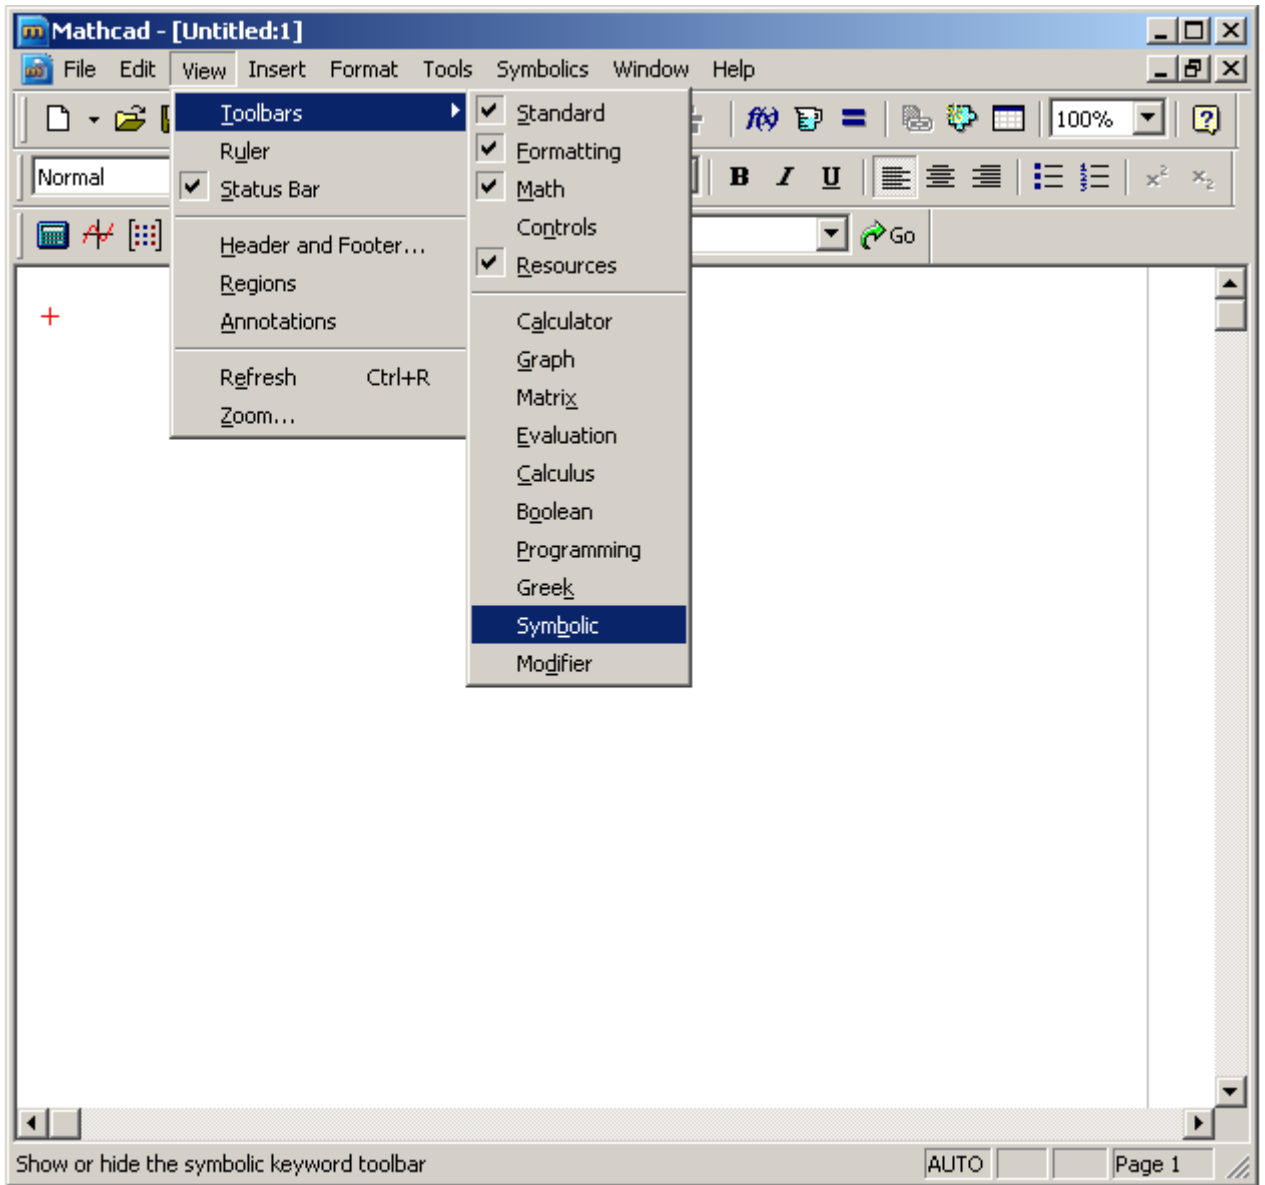 Mathcad - [Untitled:1]
File Edit View Insert Format Tools Symbolics Window Help
100%
Normal
B I U
x² x₂
Go
Toolbars
Ruler
Status Bar
Header and Footer...
Regions
Annotations
Refresh Ctrl+R
Zoom...
Standard
Formatting
Math
Controls
Resources
Calculator
Graph
Matrix
Evaluation
Calculus
Boolean
Programming
Greek
Symbolic
Modifier
Show or hide the symbolic keyword toolbar
AUTO
Page 1